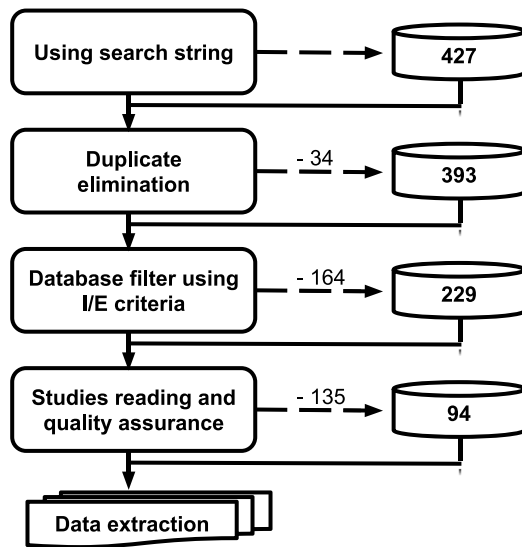 Using search string
427
Duplicate
elimination
- 34
393
Database filter using
I/E criteria
- 164
229
Studies reading and
quality assurance
- 135
94
Data extraction